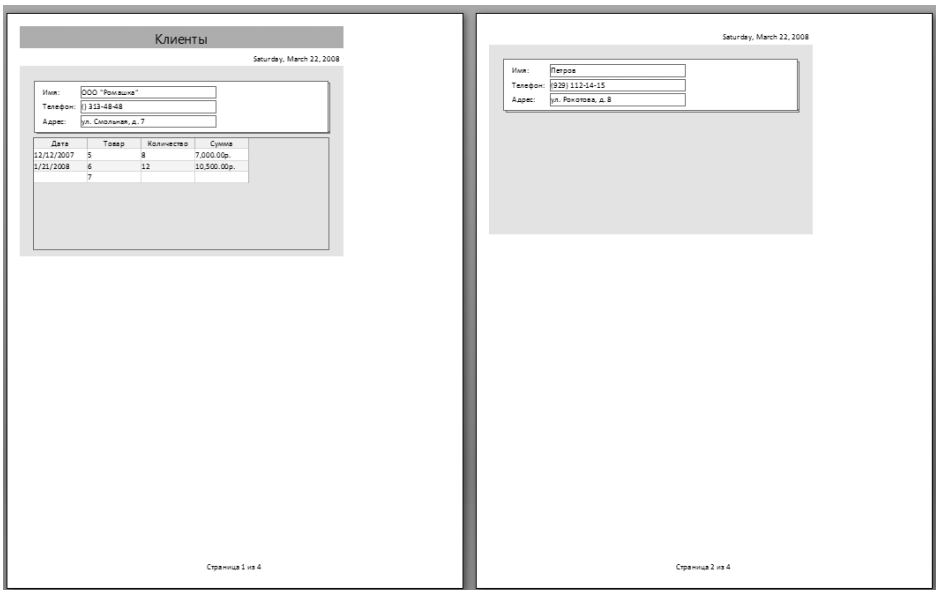 Клиенты
Saturday, March 22, 2008
Имя: ООО "Ромашка"
Телефон: () 313-48-48
Адрес: ул. Смольная, д. 7
Дата Товар Количество Сумма
12/12/2007 5 8 7,000.00р.
1/21/2008 6 12 10,500.00р.
7
Страница 1 из 4
Saturday, March 22, 2008
Имя: Петров
Телефон: (929) 112-14-15
Адрес: ул. Рокотова, д. 8
Страница 2 из 4